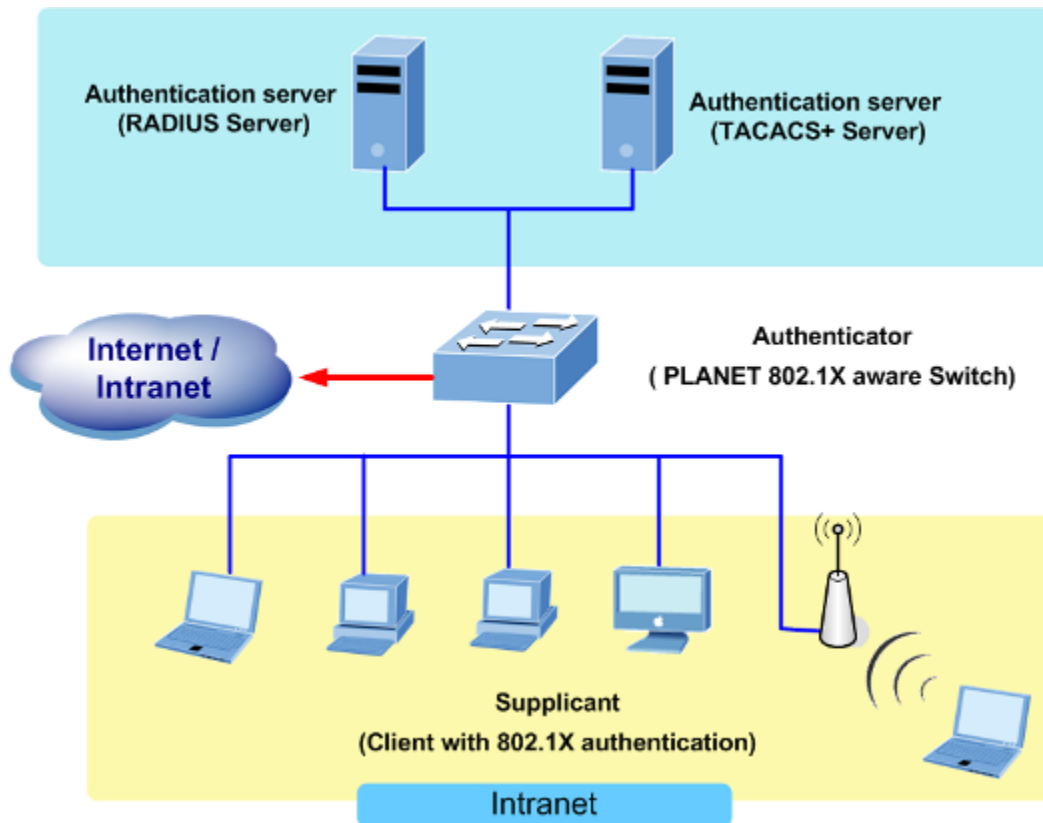 Authentication server
(RADIUS Server)
Authentication server
(TACACS+ Server)
Internet /
Intranet
Authenticator
( PLANET 802.1X aware Switch)
Supplicant
(Client with 802.1X authentication)
Intranet